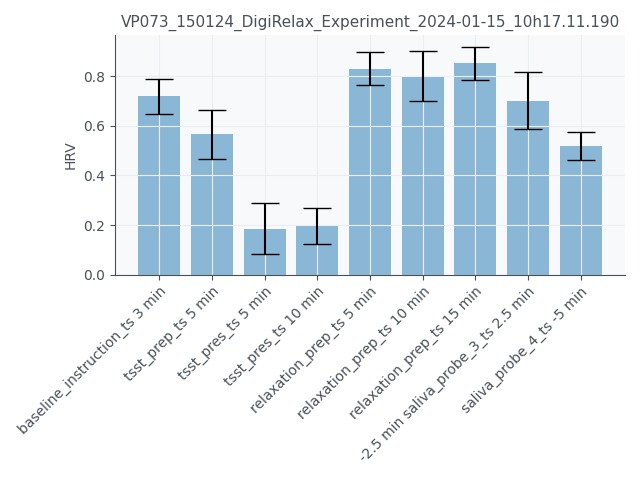 VP073_150124_DigiRelax_Experiment_2024-01-15_10h17.11.190
HRV
0.8
0.6
0.4
0.2
0.0
baseline_instruction_ts 3 min
tsst_prep_ts 5 min
tsst_pres_ts 5 min
tsst_pres_ts 10 min
relaxation_prep_ts 5 min
relaxation_prep_ts 10 min
relaxation_prep_ts 15 min
-2.5 min saliva_probe_3_ts 2.5 min
saliva_probe_4_ts -5 min